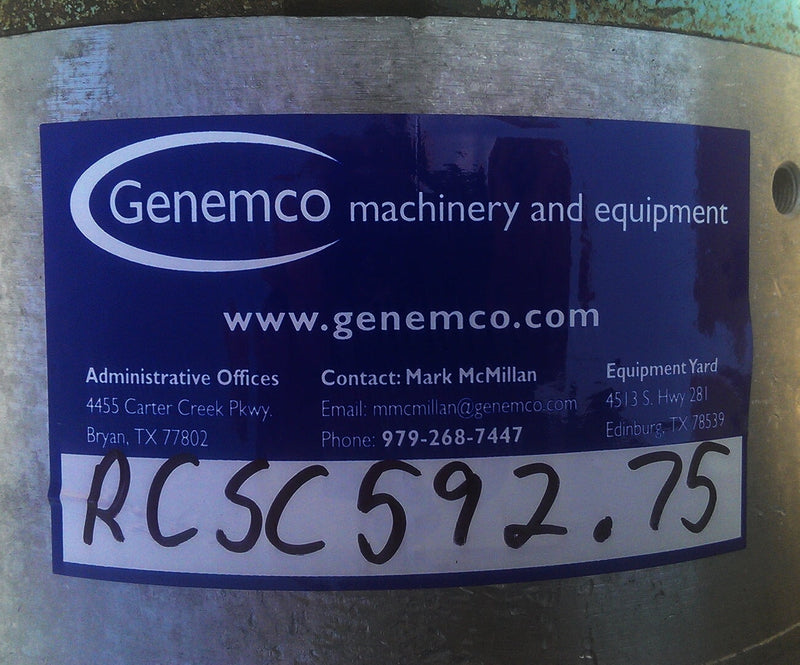 Genemco machinery and equipment
www.genemco.com
Administrative Offices
4455 Carter Creek Pkwy.
Bryan, TX 77802
Contact: Mark McMillan
Email: mmcmillan@genemco.com
Phone: 979-268-7447
Equipment Yard
4513 S. Hwy 281
Edinburg, TX 78539
RCSC592.75